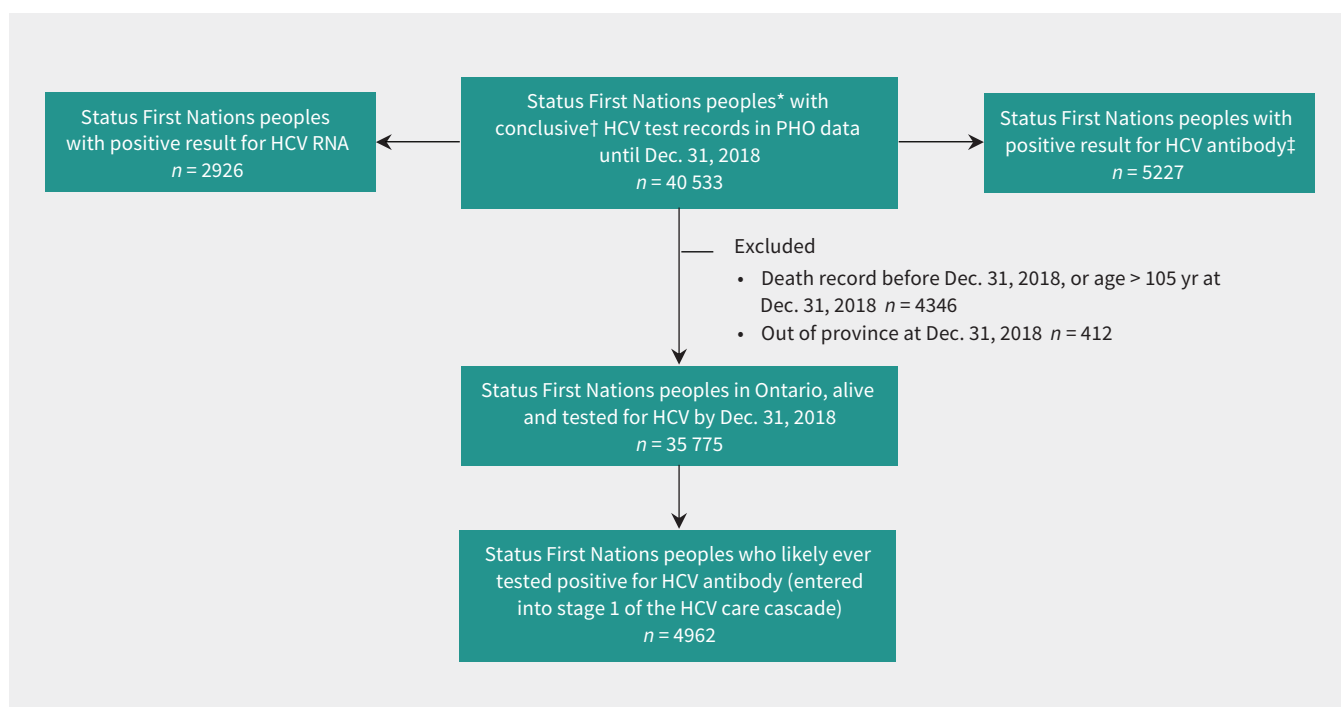 Status First Nations peoples
with positive result for HCV RNA
n = 2926
Status First Nations peoples* with
conclusive† HCV test records in PHO data
until Dec. 31, 2018
n = 40 533
Status First Nations peoples with
positive result for HCV antibody‡
n = 5227
Excluded
• Death record before Dec. 31, 2018, or age > 105 yr at
Dec. 31, 2018 n = 4346
• Out of province at Dec. 31, 2018 n = 412
Status First Nations peoples in Ontario, alive
and tested for HCV by Dec. 31, 2018
n = 35 775
Status First Nations peoples who likely ever
tested positive for HCV antibody (entered
into stage 1 of the HCV care cascade)
n = 4962